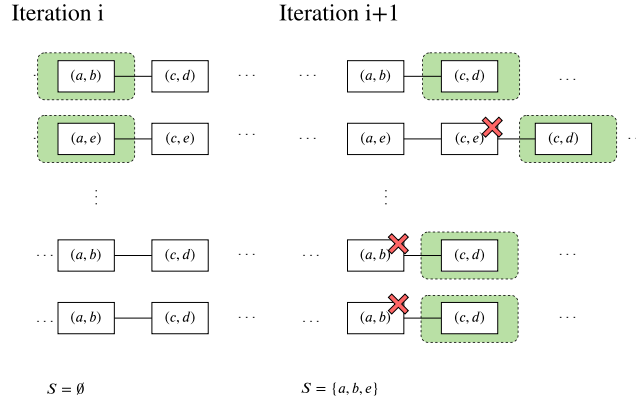 Iteration i Iteration i+1
(a, b) (c, d) ... ... (a, b) (c, d) ...
(a, e) (c, e) ... ... (a, e) (c, e) (c, d) ...
⋮ ⋮
... (a, b) (c, d) ... ... (a, b) (c, d) ...
... (a, b) (c, d) ... ... (a, b) (c, d) ...
S = ∅ S = {a, b, e}